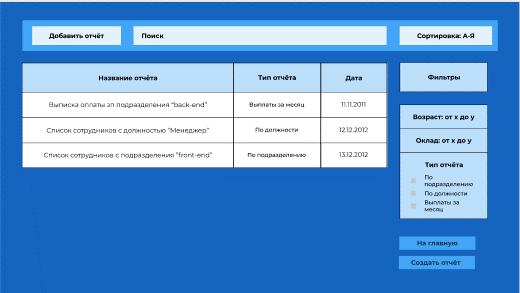 Добавить отчёт Поиск Сортировка: А-Я
Название отчёта Тип отчёта Дата Фильтры
Выписка оплаты зп подразделения “back-end” Выплаты за месяц 11.11.2011
Список сотрудников с должностью “Менеджер” По должности 12.12.2012
Список сотрудников с подразделения “front-end” По подразделению 13.12.2012
Возраст: от x до y
Оклад: от x до y
Тип отчёта
По
подразделению
По должности
Выплаты за
месяц
На главную
Создать отчёт